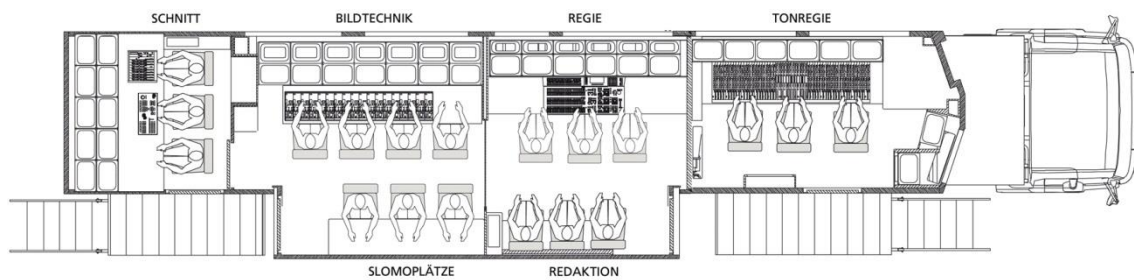 SCHNITT
BILDTECHNIK
REGIE
TONREGIE
SLOMOPLÄTZE
REDAKTION